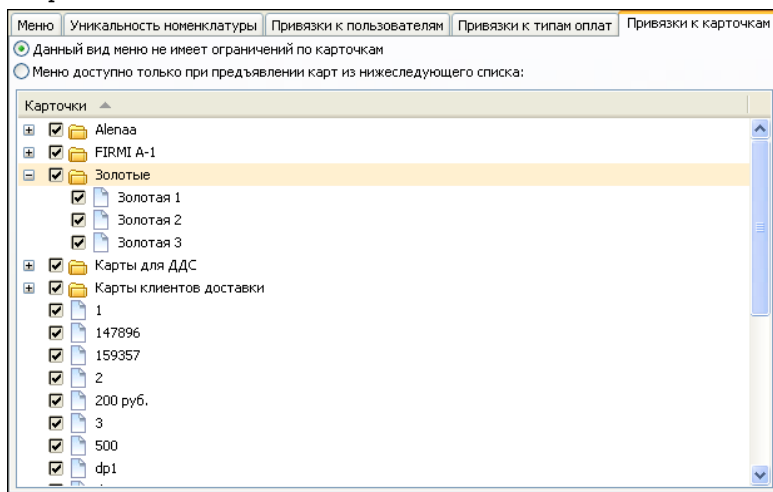 Меню Уникальность номенклатуры Привязки к пользователям Привязки к типам оплат Привязки к карточкам
Данный вид меню не имеет ограничений по карточкам
Меню доступно только при предъявлении карт из нижеследующего списка:
Карточки
Alenaa
FIRMI A-1
Золотые
Золотая 1
Золотая 2
Золотая 3
Карты для ДДС
Карты клиентов доставки
1
147896
159357
2
200 руб.
3
500
dp1